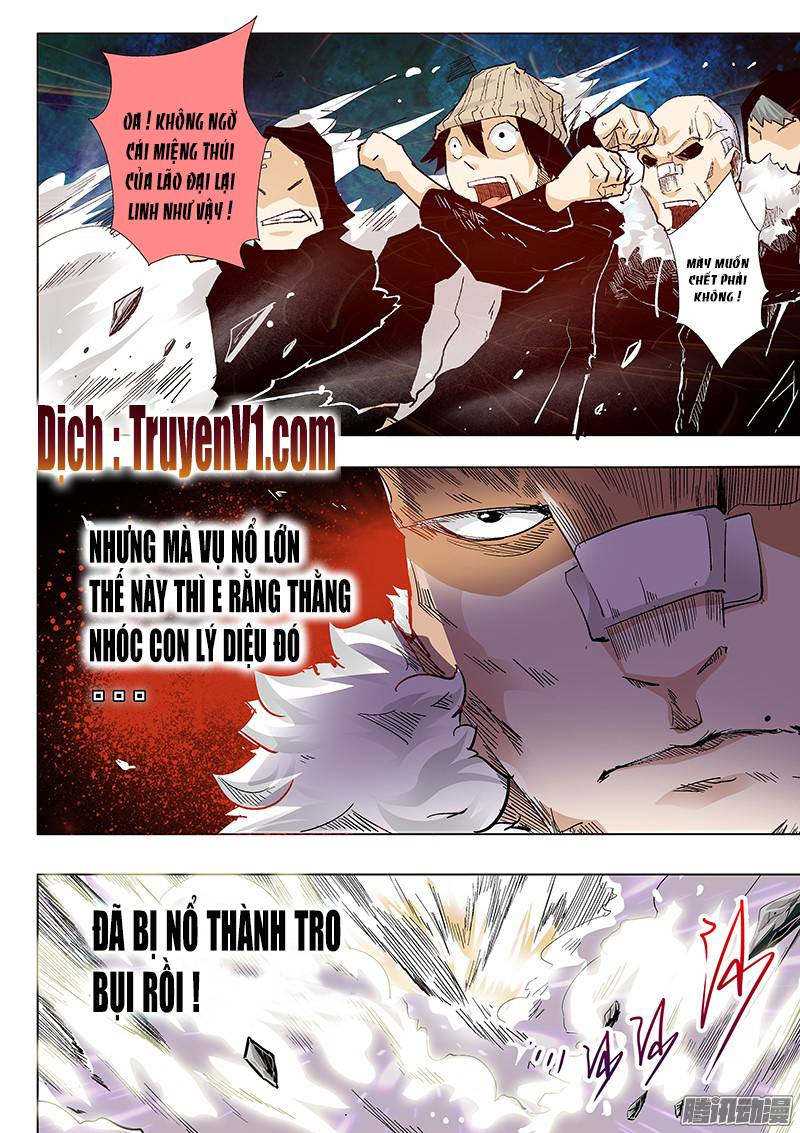 OA ! KHÔNG NGỜ
CÁI MIỆNG THÚI
CỦA LÃO ĐẠI LẠI
LINH NHƯ VẬY !
MÀY MUỐN
CHẾT PHẢI
KHÔNG !
Dịch : TruyenV1.com
NHƯNG MÀ VỤ NỔ LỚN
THẾ NÀY THÌ E RẰNG THẰNG
NHÓC CON LÝ DIỆU ĐÓ
...
ĐÃ BỊ NỔ THÀNH TRO
BỤI RỒI !
腾讯动漫